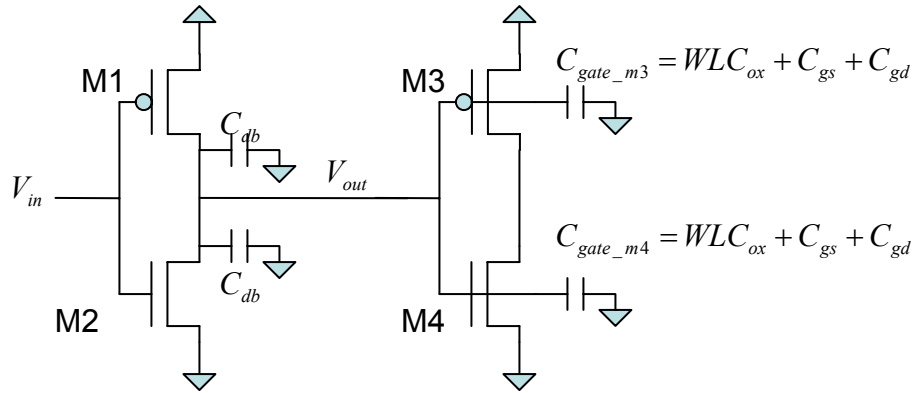 M1
M3
C_{gate_m3} = WLC_{ox} + C_{gs} + C_{gd}
C_{db}
V_{in}
V_{out}
C_{gate_m4} = WLC_{ox} + C_{gs} + C_{gd}
C_{db}
M2
M4